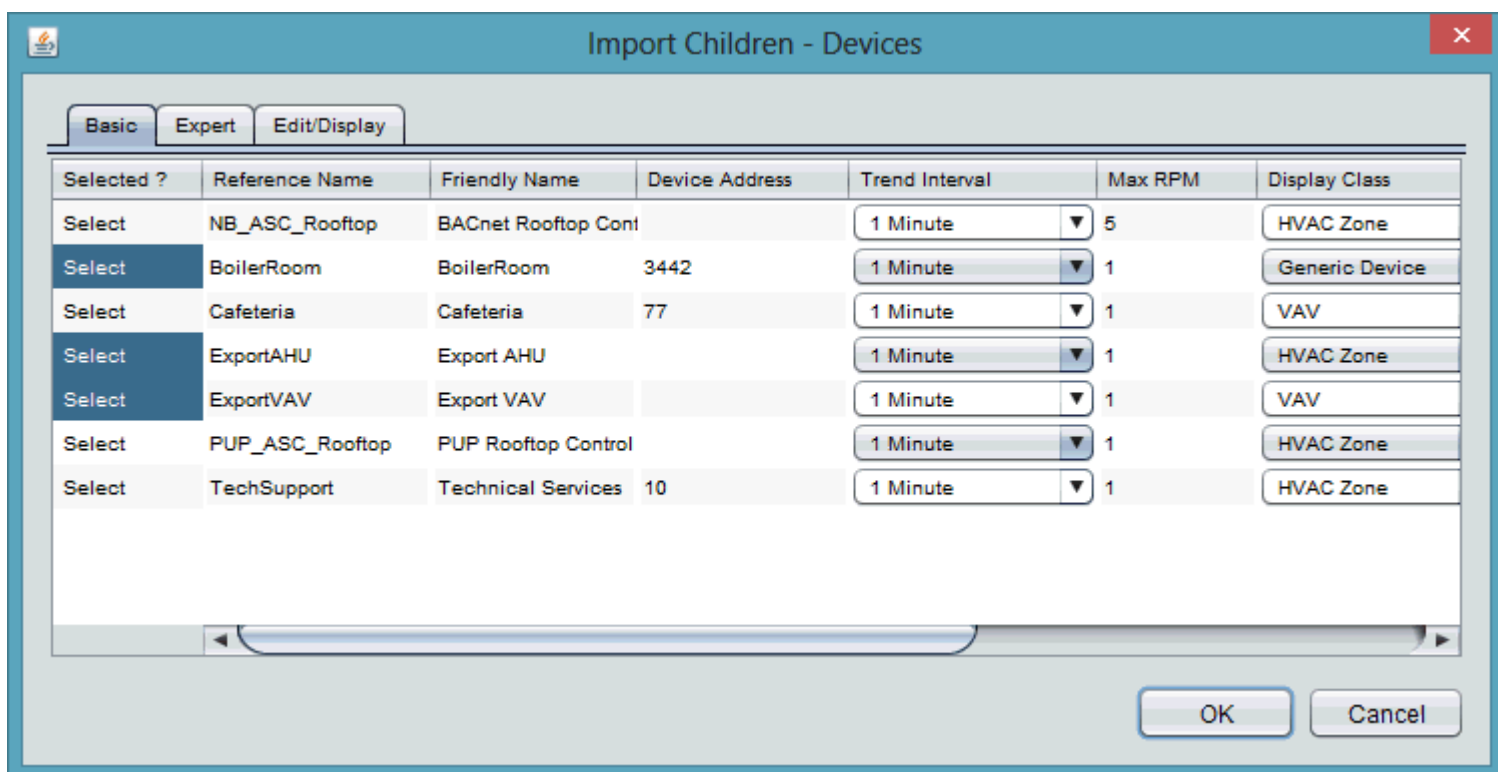 Import Children - Devices
Basic Expert Edit/Display
Selected ? Reference Name Friendly Name Device Address Trend Interval Max RPM Display Class
Select NB_ASC_Rooftop BACnet Rooftop Cont 1 Minute 5 HVAC Zone
Select BoilerRoom BoilerRoom 3442 1 Minute 1 Generic Device
Select Cafeteria Cafeteria 77 1 Minute 1 VAV
Select ExportAHU Export AHU 1 Minute 1 HVAC Zone
Select ExportVAV Export VAV 1 Minute 1 VAV
Select PUP_ASC_Rooftop PUP Rooftop Control 1 Minute 1 HVAC Zone
Select TechSupport Technical Services 10 1 Minute 1 HVAC Zone
OK Cancel